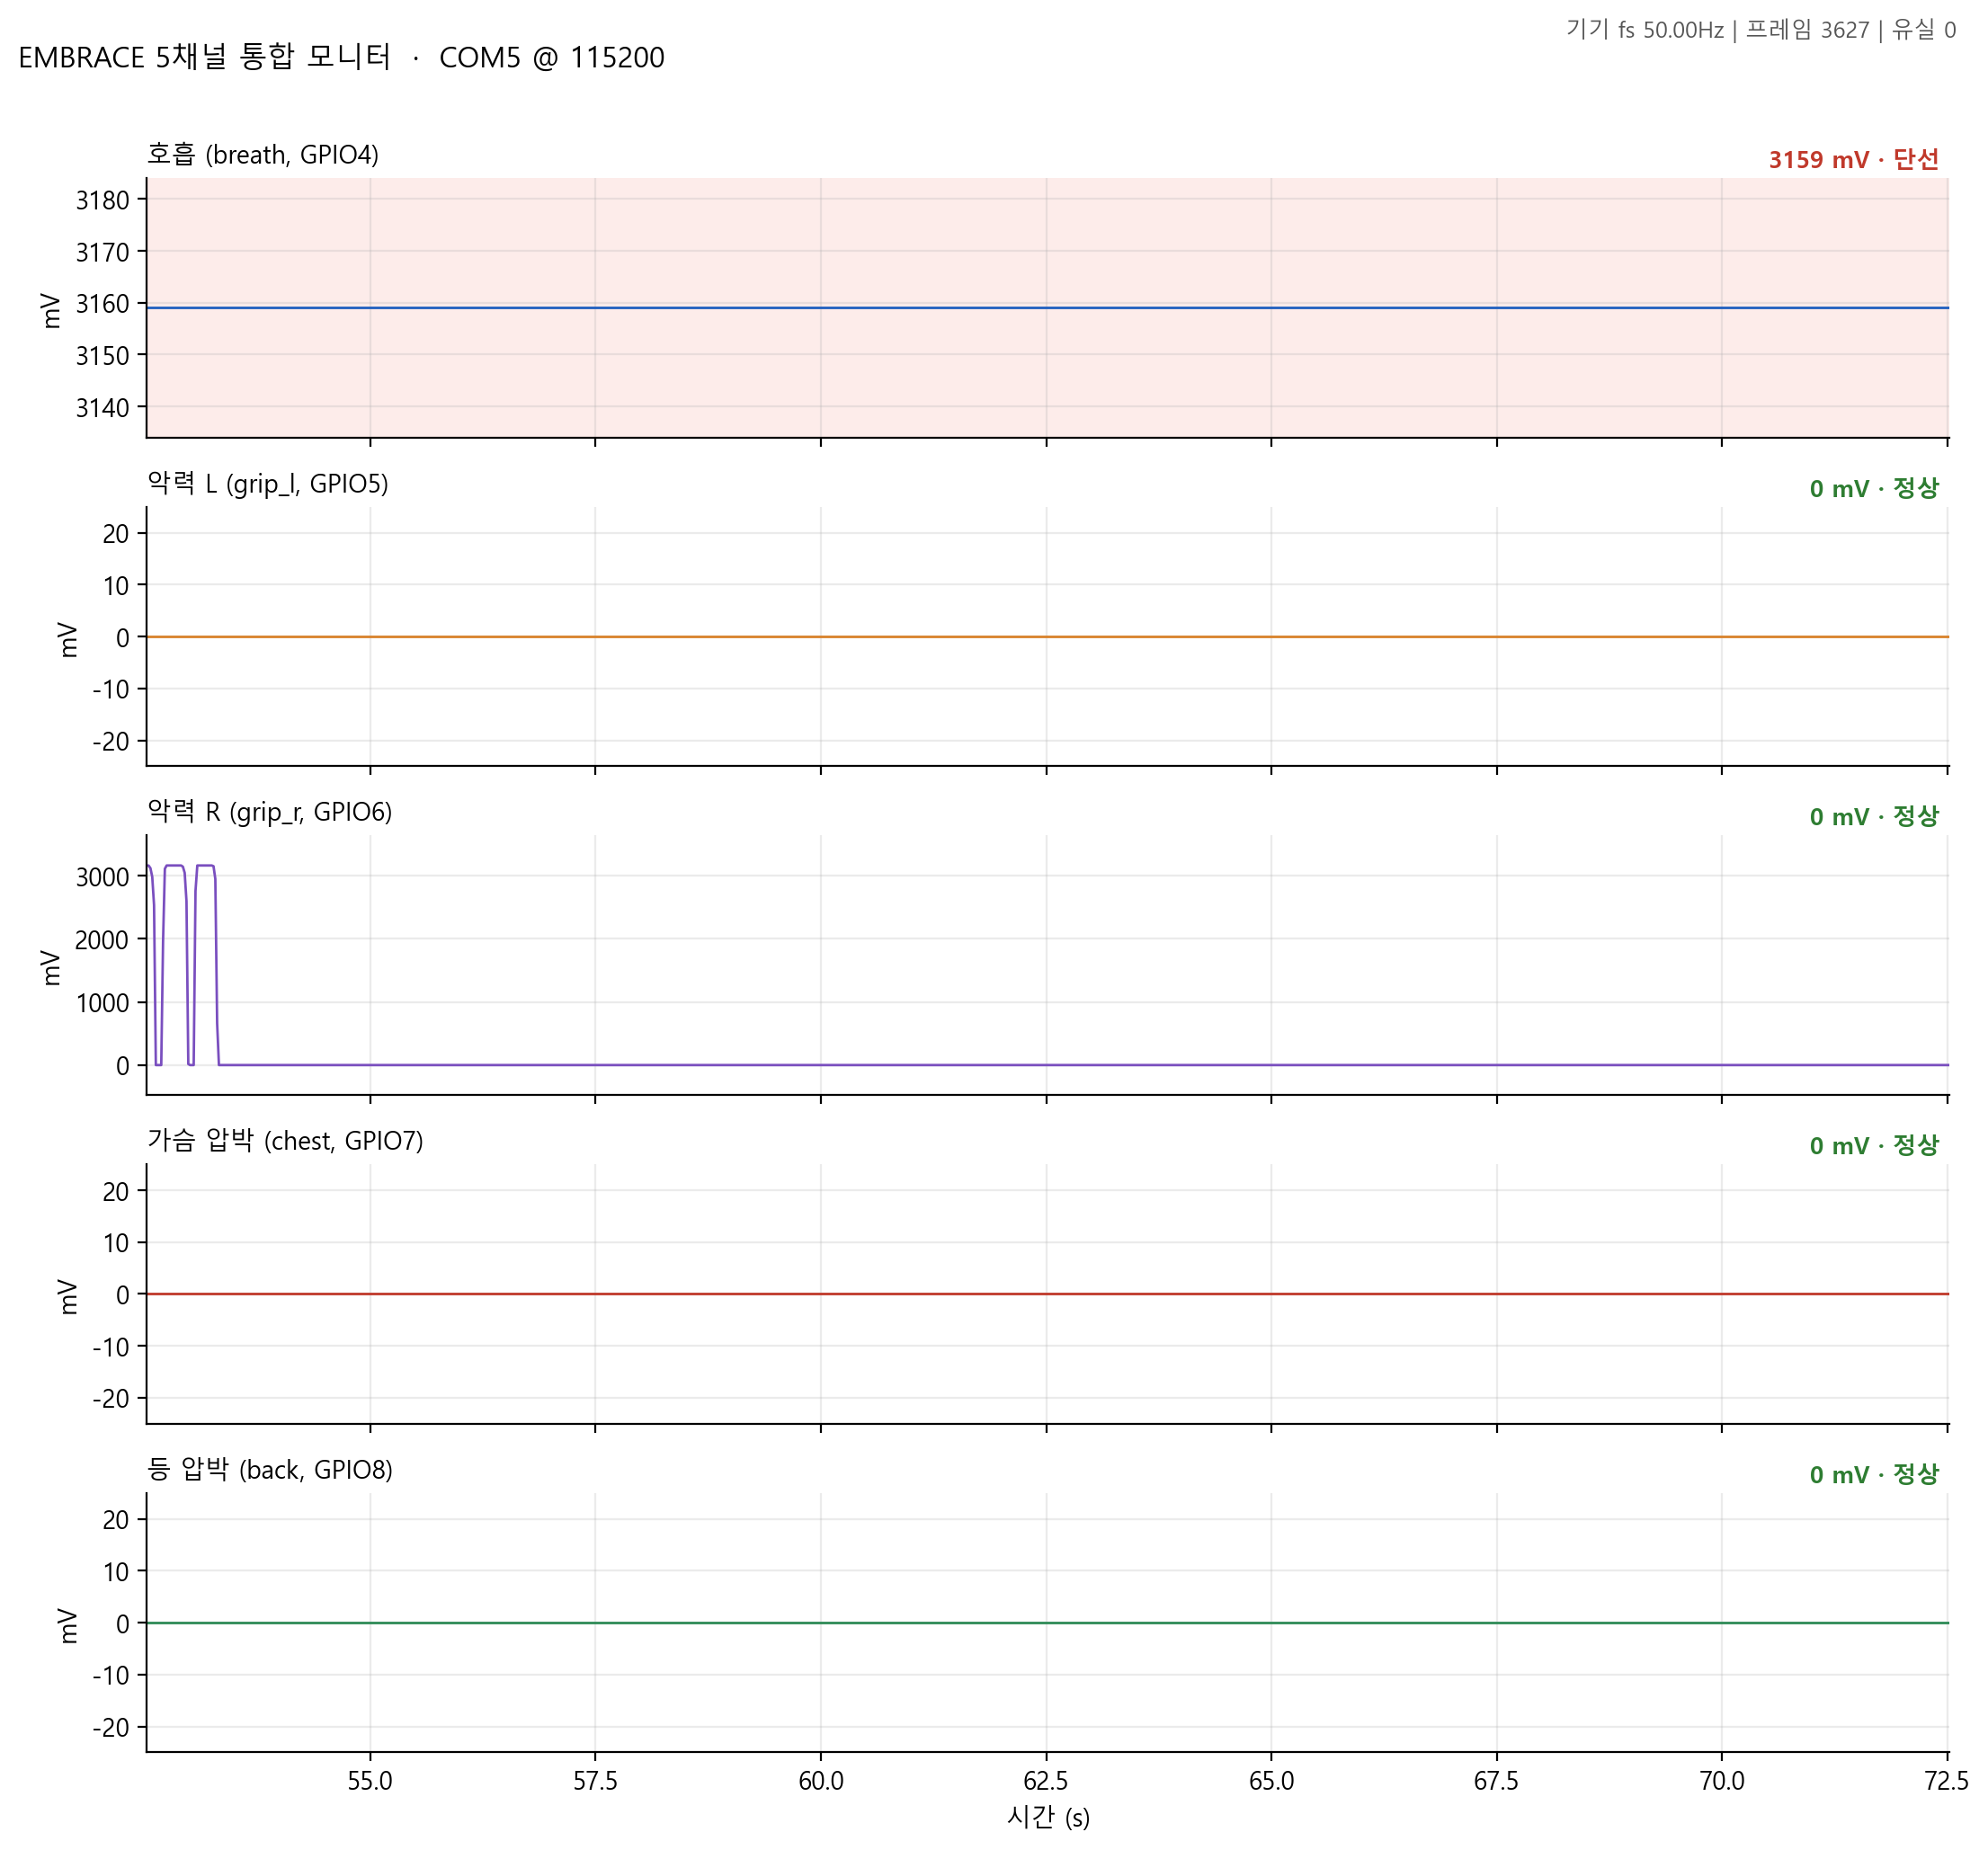 기기 fs 50.00Hz | 프레임 3627 | 유실 0
EMBRACE 5채널 통합 모니터 · COM5 @ 115200
호흡 (breath, GPIO4)
3159 mV · 단선
3180
3170
3160
3150
3140
mV
악력 L (grip_l, GPIO5)
0 mV · 정상
20
10
0
-10
-20
mV
악력 R (grip_r, GPIO6)
0 mV · 정상
3000
2000
1000
0
mV
가슴 압박 (chest, GPIO7)
0 mV · 정상
20
10
0
-10
-20
mV
등 압박 (back, GPIO8)
0 mV · 정상
20
10
0
-10
-20
mV
55.0 57.5 60.0 62.5 65.0 67.5 70.0 72.5
시간 (s)